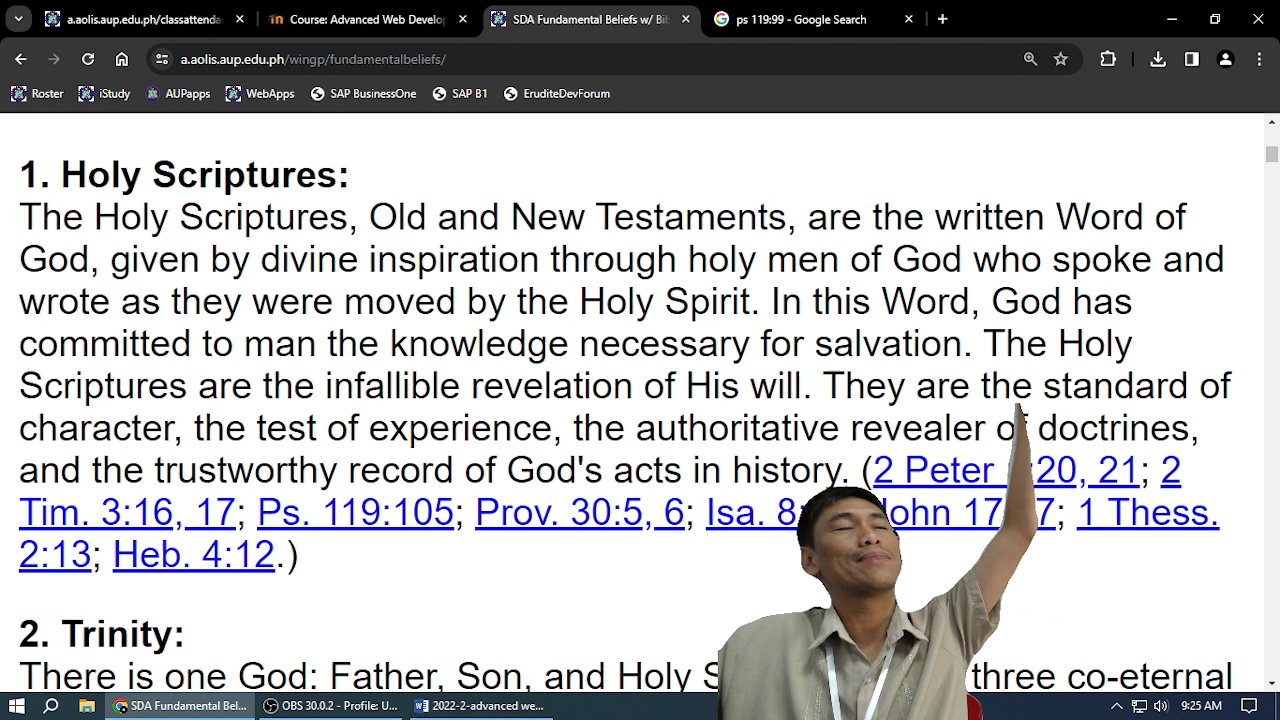 a.aolis.aup.edu.ph/classattenda
Course: Advanced Web Develop
SDA Fundamental Beliefs w/ Bib
ps 119:99 - Google Search
a.aolis.aup.edu.ph/wingp/fundamentalbeliefs/
Roster iStudy AUPapps WebApps SAP BusinessOne SAP B1 EruditeDevForum
1. Holy Scriptures:
The Holy Scriptures, Old and New Testaments, are the written Word of
God, given by divine inspiration through holy men of God who spoke and
wrote as they were moved by the Holy Spirit. In this Word, God has
committed to man the knowledge necessary for salvation. The Holy
Scriptures are the infallible revelation of His will. They are the standard of
character, the test of experience, the authoritative revealer of doctrines,
and the trustworthy record of God's acts in history. (2 Peter :20, 21; 2
Tim. 3:16, 17; Ps. 119:105; Prov. 30:5, 6; Isa. 8: John 17 7; 1 Thess.
2:13; Heb. 4:12.)
2. Trinity:
There is one God: Father, Son, and Holy S three co-eternal
SDA Fundamental Bel... OBS 30.0.2 - Profile: U... 2022-2-advanced we... 9:25 AM